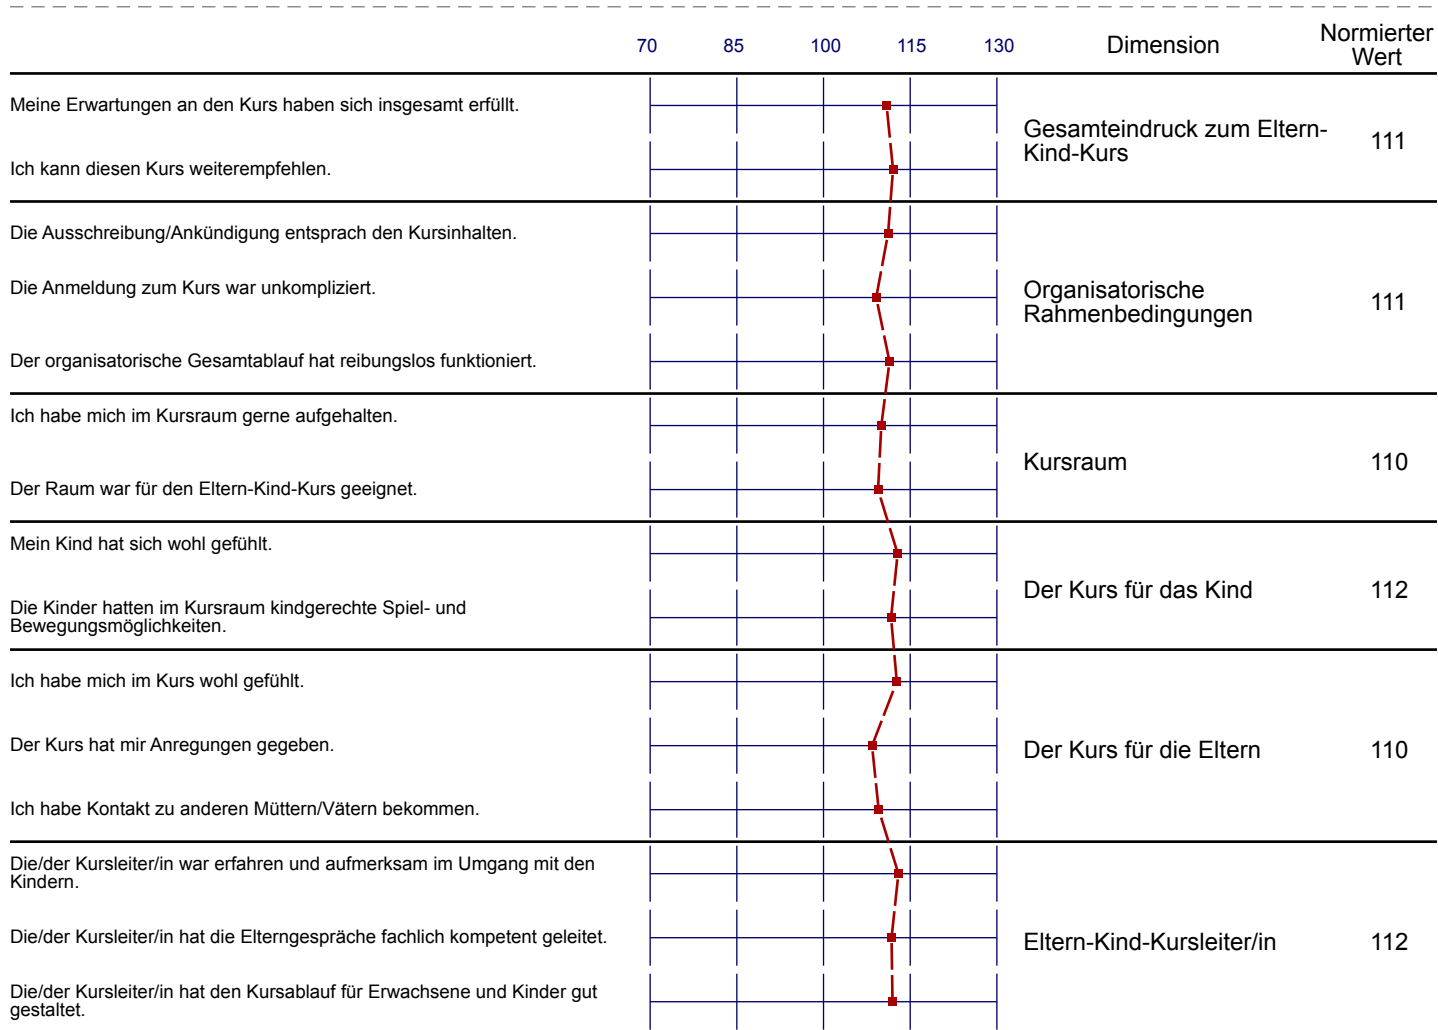 70 85 100 115 130 Dimension Normierter
Wert
Meine Erwartungen an den Kurs haben sich insgesamt erfüllt.
Ich kann diesen Kurs weiterempfehlen.
Gesamteindruck zum Eltern-
Kind-Kurs
111
Die Ausschreibung/Ankündigung entsprach den Kursinhalten.
Die Anmeldung zum Kurs war unkompliziert.
Der organisatorische Gesamtablauf hat reibungslos funktioniert.
Organisatorische
Rahmenbedingungen
111
Ich habe mich im Kursraum gerne aufgehalten.
Der Raum war für den Eltern-Kind-Kurs geeignet.
Kursraum
110
Mein Kind hat sich wohl gefühlt.
Die Kinder hatten im Kursraum kindgerechte Spiel- und
Bewegungsmöglichkeiten.
Der Kurs für das Kind
112
Ich habe mich im Kurs wohl gefühlt.
Der Kurs hat mir Anregungen gegeben.
Ich habe Kontakt zu anderen Müttern/Vätern bekommen.
Der Kurs für die Eltern
110
Die/der Kursleiter/in war erfahren und aufmerksam im Umgang mit den
Kindern.
Die/der Kursleiter/in hat die Elterngespräche fachlich kompetent geleitet.
Die/der Kursleiter/in hat den Kursablauf für Erwachsene und Kinder gut
gestaltet.
Eltern-Kind-Kursleiter/in
112